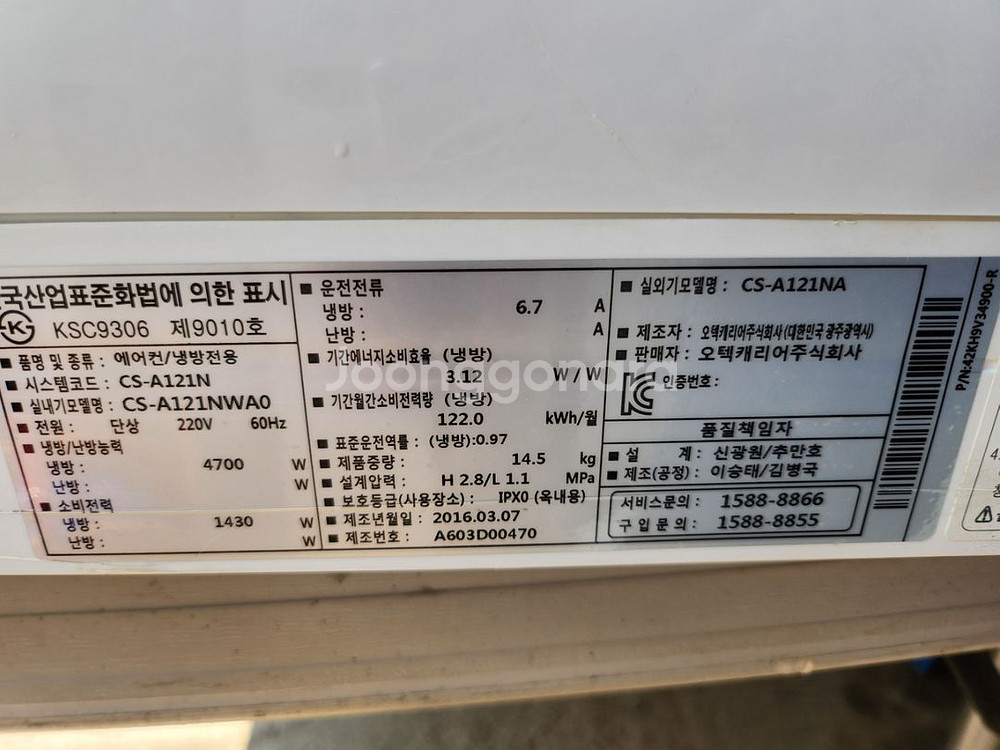 국산업표준화법에 의한 표시
KSC9306 제9010호
■ 품명 및 종류 : 에어컨/냉방전용
■ 시스템코드 : CS-A121N
■ 실내기모델명 : CS-A121NWA0
■ 전원 : 단상 220V 60Hz
■ 냉방/난방능력
냉방 : 4700 W
난방 : W
■ 소비전력
냉방 : 1430 W
난방 : W
■ 운전전류
냉방 : 6.7 A
난방 : A
■ 기간에너지소비효율 (냉방)
3.12 W / W
■ 기간월간소비전력량 (냉방)
122.0 kWh/월
■ 표준운전역률 : (냉방):0.97
■ 제품중량 : 14.5 kg
■ 설계압력 : H 2.8/L 1.1 MPa
■ 보호등급(사용장소) : IPX0 (옥내용)
■ 제조년월일 : 2016.03.07
■ 제조번호 : A603D00470
■ 실외기모델명 : CS-A121NA
■ 제조자 : 오텍캐리어주식회사 (대한민국 광주광역시)
■ 판매자 : 오텍캐리어주식회사
인증번호 :
품질책임자
■ 설 계 : 신광원/추만호
■ 제조(공정) : 이승태/김병국
서비스문의 : 1588-8866
구 입 문 의 : 1588-8855
P/N:42KH9V34900-R
Joonggonara